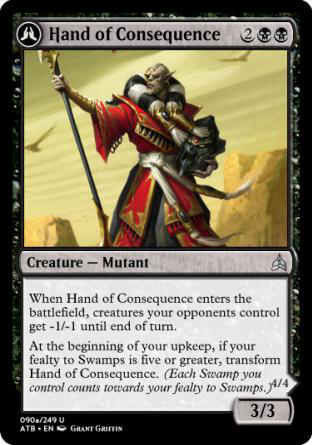 Hand of Consequence 2
Creature — Mutant
When Hand of Consequence enters the
battlefield, creatures your opponents control
get -1/-1 until end of turn.
At the beginning of your upkeep, if your
fealty to Swamps is five or greater, transform
Hand of Consequence. (Each Swamp you
control counts towards your fealty to Swamps.)
4/4
3/3
090a/249 U
ATB • EN GRANT GRIFFIN